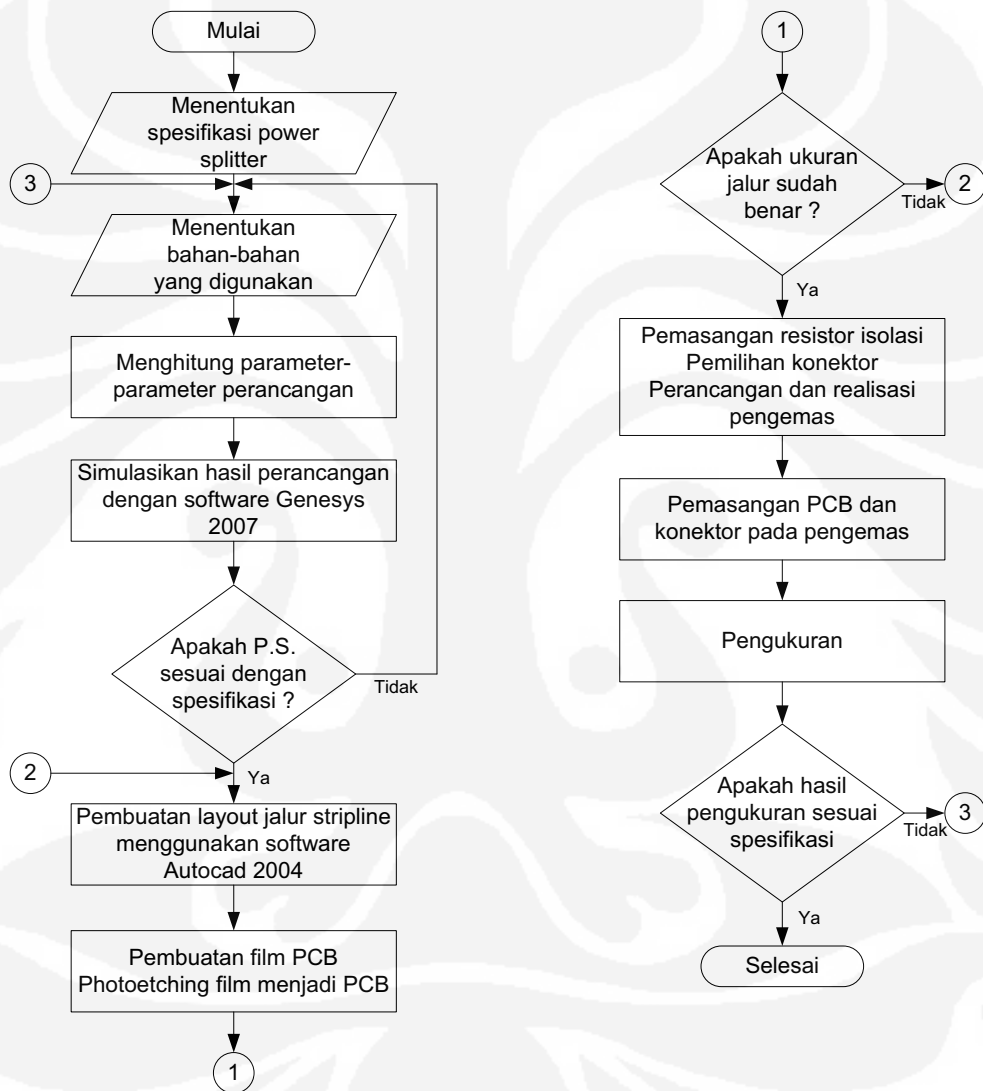 Mulai
Menentukan
spesifikasi power
splitter
3
Menentukan
bahan-bahan
yang digunakan
Menghitung parameter-
parameter perancangan
Simulasikan hasil perancangan
dengan software Genesys
2007
Apakah P.S.
sesuai dengan
spesifikasi ?
Tidak
2
Ya
Pembuatan layout jalur stripline
menggunakan software
Autocad 2004
Pembuatan film PCB
Photoetching film menjadi PCB
1
1
Apakah ukuran
jalur sudah
benar ?
2
Tidak
Ya
Pemasangan resistor isolasi
Pemilihan konektor
Perancangan dan realisasi
pengemas
Pemasangan PCB dan
konektor pada pengemas
Pengukuran
Apakah hasil
pengukuran sesuai
spesifikasi
3
Tidak
Ya
Selesai